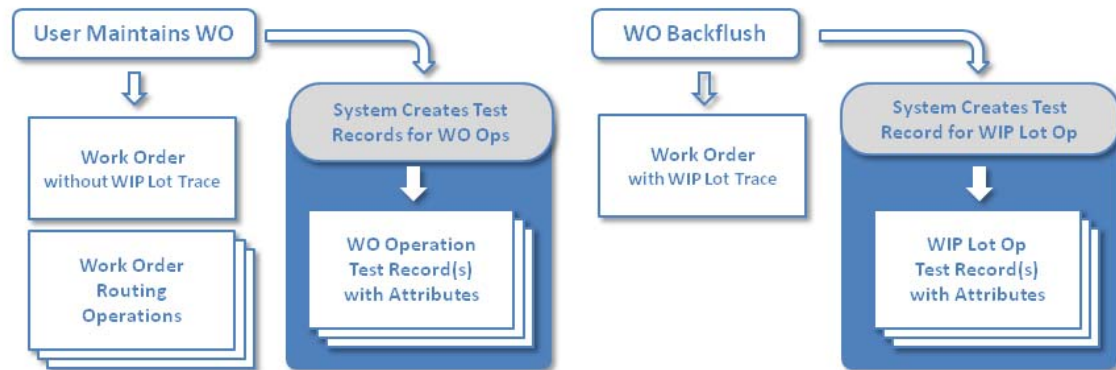 User Maintains WO
System Creates Test
Records for WO Ops
Work Order
without WIP Lot Trace
WO Operation
Test Record(s)
with Attributes
Work Order
Routing
Operations
WO Backflush
System Creates Test
Record for WIP Lot Op
Work Order
with WIP Lot Trace
WIP Lot Op
Test Record(s)
with Attributes